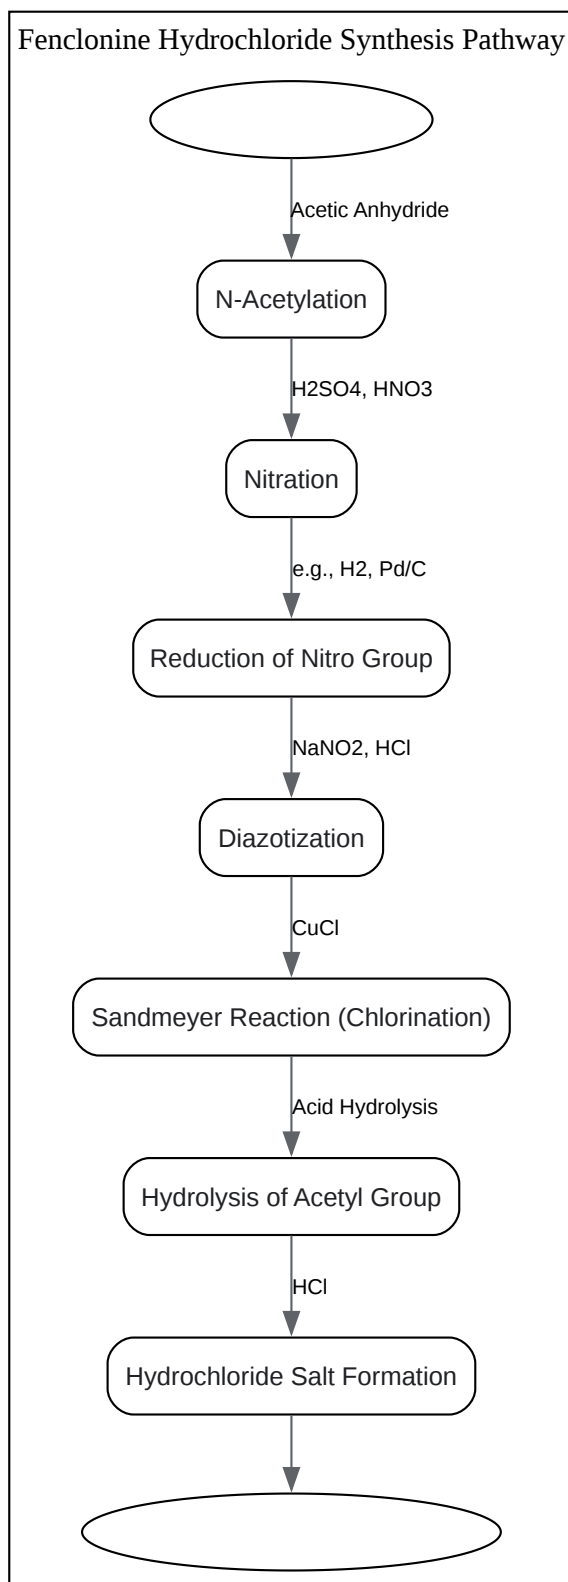 Fenclonine Hydrochloride Synthesis Pathway
Acetic Anhydride
N-Acetylation
H2SO4, HNO3
Nitration
e.g., H2, Pd/C
Reduction of Nitro Group
NaNO2, HCl
Diazotization
CuCl
Sandmeyer Reaction (Chlorination)
Acid Hydrolysis
Hydrolysis of Acetyl Group
HCl
Hydrochloride Salt Formation